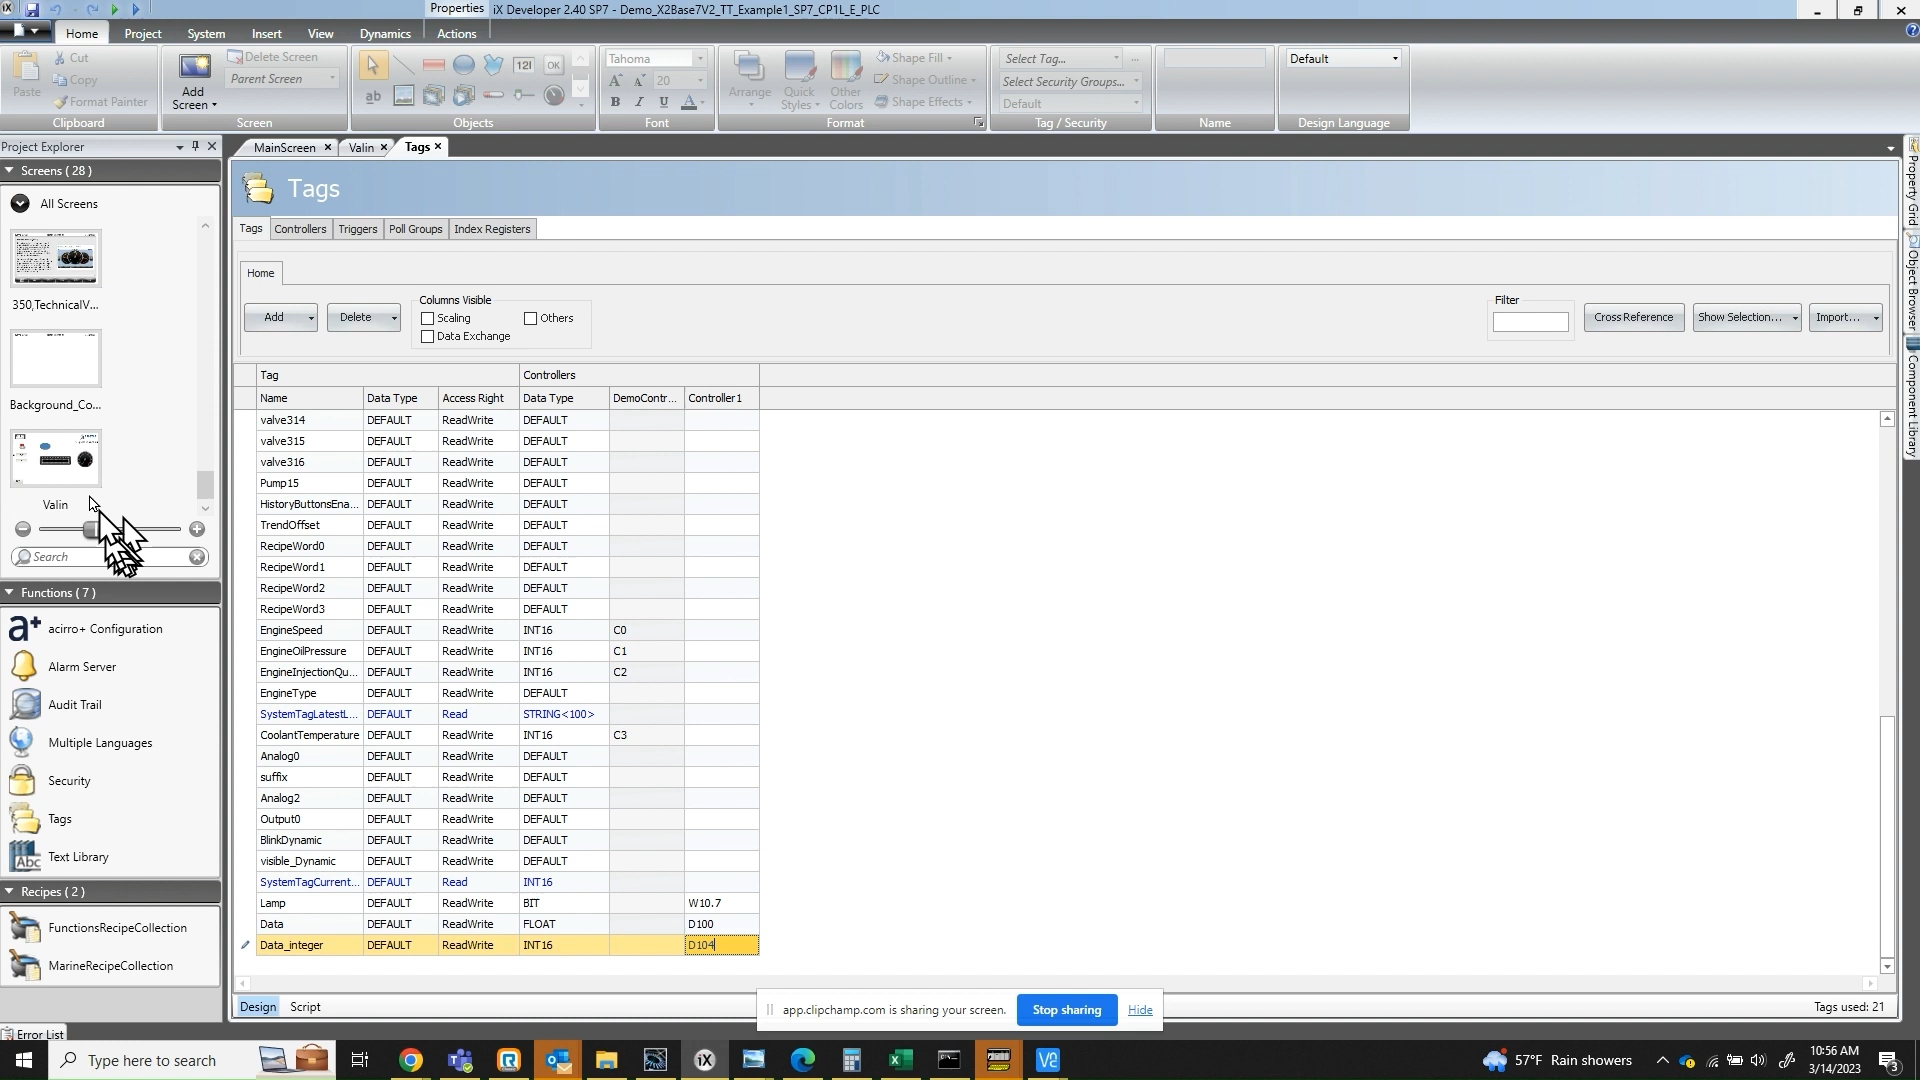 Properties
iX Developer 2.40 SP7 - Demo_X2Base7V2_TT_Example1_SP7_CP1L_E_PLC
Home Project System Insert View Dynamics Actions
Paste
Cut
Copy
Format Painter
Clipboard
Add Screen
Delete Screen
Parent Screen
Screen
ab
12I
OK
Objects
Tahoma
20
A A
B I U A
Font
Arrange
Quick Styles
Other Colors
Shape Fill
Shape Outline
Shape Effects
Format
Select Tag... ...
Select Security Groups...
Default
Tag / Security
Name
Default
Design Language
Project Explorer
Screens ( 28 )
All Screens
350,TechnicalV...
Background_Co...
Valin
Search
Functions ( 7 )
a+ acirro+ Configuration
Alarm Server
Audit Trail
Multiple Languages
Security
Tags
Abc Text Library
Recipes ( 2 )
FunctionsRecipeCollection
MarineRecipeCollection
Error List
MainScreen × Valin × Tags ×
Tags
Tags Controllers Triggers Poll Groups Index Registers
Home
Add Delete
Columns Visible
Scaling Others
Data Exchange
Filter
Cross Reference Show Selection... Import...
Tag Controllers
Name Data Type Access Right Data Type DemoContr... Controller1
valve314 DEFAULT ReadWrite DEFAULT
valve315 DEFAULT ReadWrite DEFAULT
valve316 DEFAULT ReadWrite DEFAULT
Pump15 DEFAULT ReadWrite DEFAULT
HistoryButtonsEna... DEFAULT ReadWrite DEFAULT
TrendOffset DEFAULT ReadWrite DEFAULT
RecipeWord0 DEFAULT ReadWrite DEFAULT
RecipeWord1 DEFAULT ReadWrite DEFAULT
RecipeWord2 DEFAULT ReadWrite DEFAULT
RecipeWord3 DEFAULT ReadWrite DEFAULT
EngineSpeed DEFAULT ReadWrite INT16 C0
EngineOilPressure DEFAULT ReadWrite INT16 C1
EngineInjectionQu... DEFAULT ReadWrite INT16 C2
EngineType DEFAULT ReadWrite DEFAULT
SystemTagLatestL... DEFAULT Read STRING<100>
CoolantTemperature DEFAULT ReadWrite INT16 C3
Analog0 DEFAULT ReadWrite DEFAULT
suffix DEFAULT ReadWrite DEFAULT
Analog2 DEFAULT ReadWrite DEFAULT
Output0 DEFAULT ReadWrite DEFAULT
BlinkDynamic DEFAULT ReadWrite DEFAULT
visible_Dynamic DEFAULT ReadWrite DEFAULT
SystemTagCurrent... DEFAULT Read INT16
Lamp DEFAULT ReadWrite BIT W10.7
Data DEFAULT ReadWrite FLOAT D100
Data_integer DEFAULT ReadWrite INT16 D104
Design Script
Tags used: 21
Property Grid
Object Browser
Component Library
app.clipchamp.com is sharing your screen. Stop sharing Hide
Type here to search
iX
57°F Rain showers
10:56 AM
3/14/2023
3